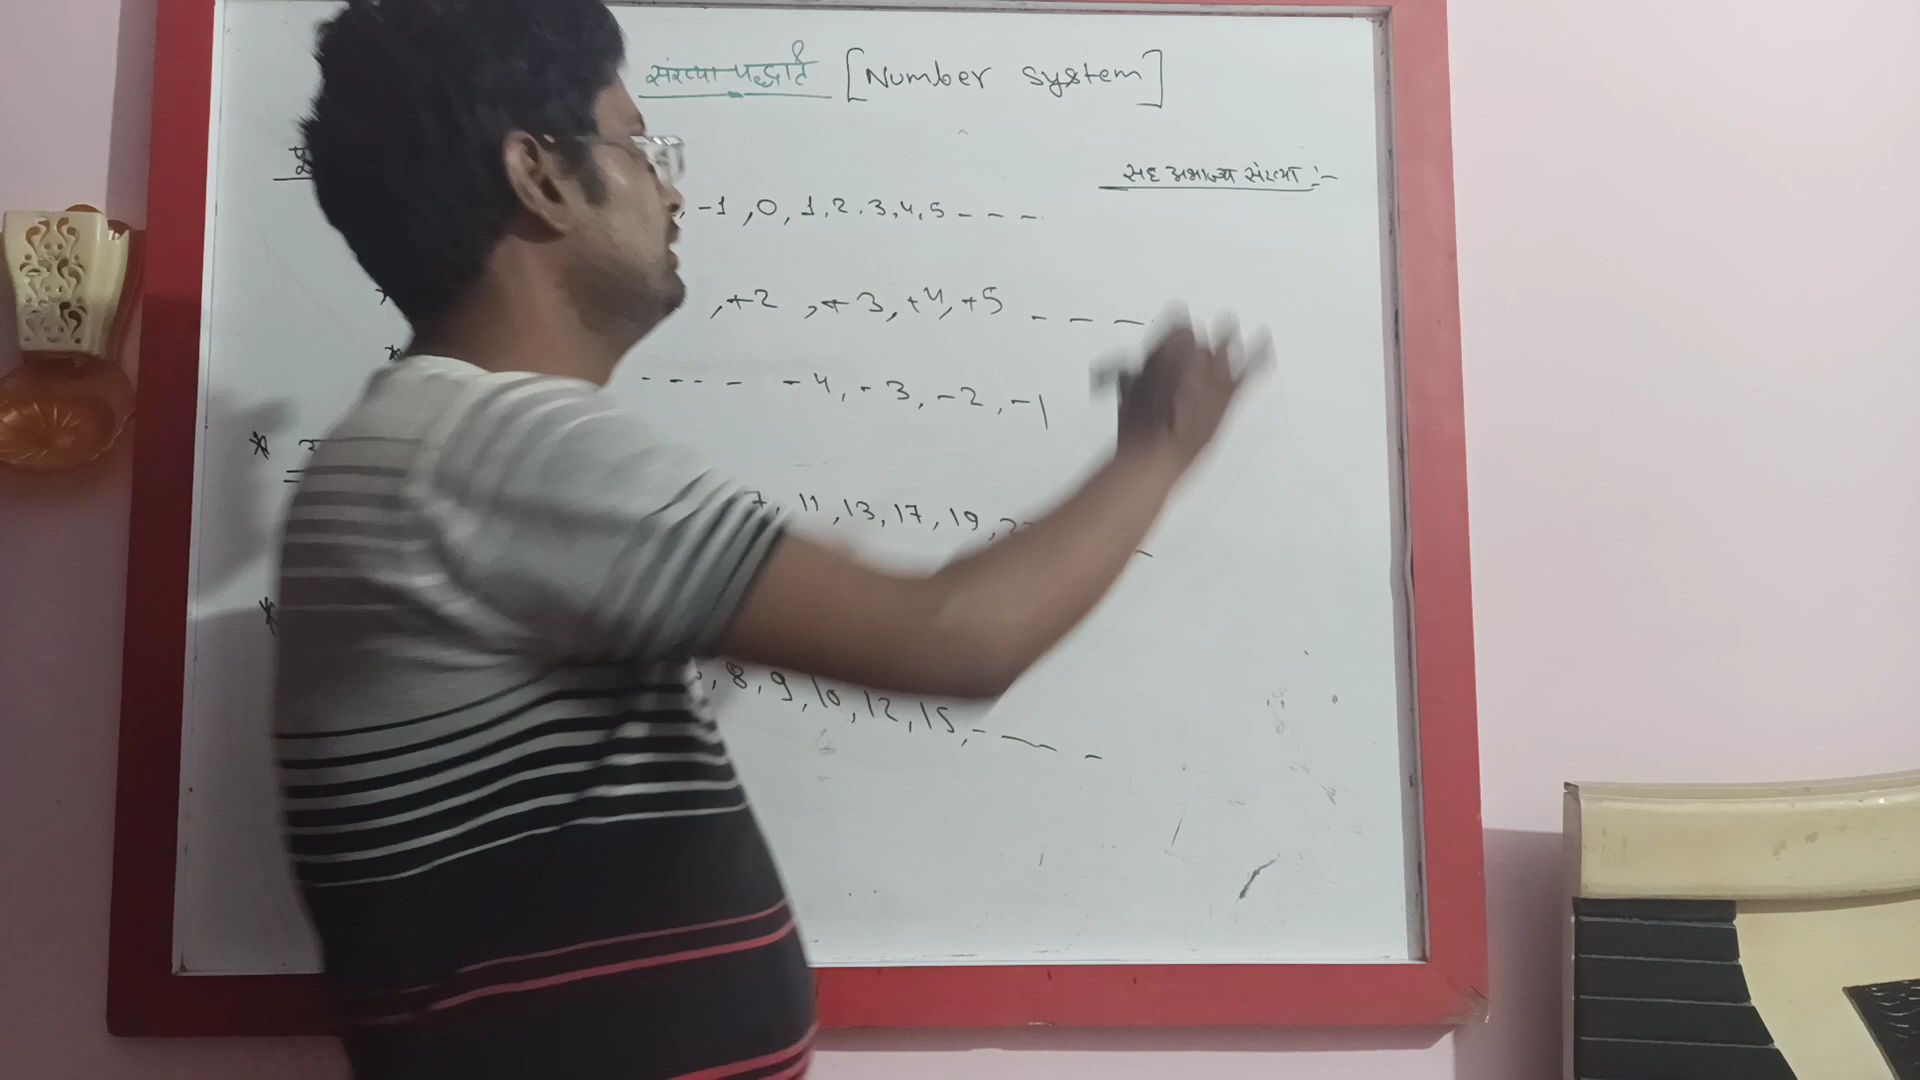 संख्या पद्धति [Number system]
सह अभाज्य संख्या :-
-1, 0, 1, 2, 3, 4, 5 - - -
, +2, +3, +4, +5 - - -
- - - - -4, -3, -2, -1
*
7, 11, 13, 17, 19,
, 8, 9, 10, 12, 15, - - -